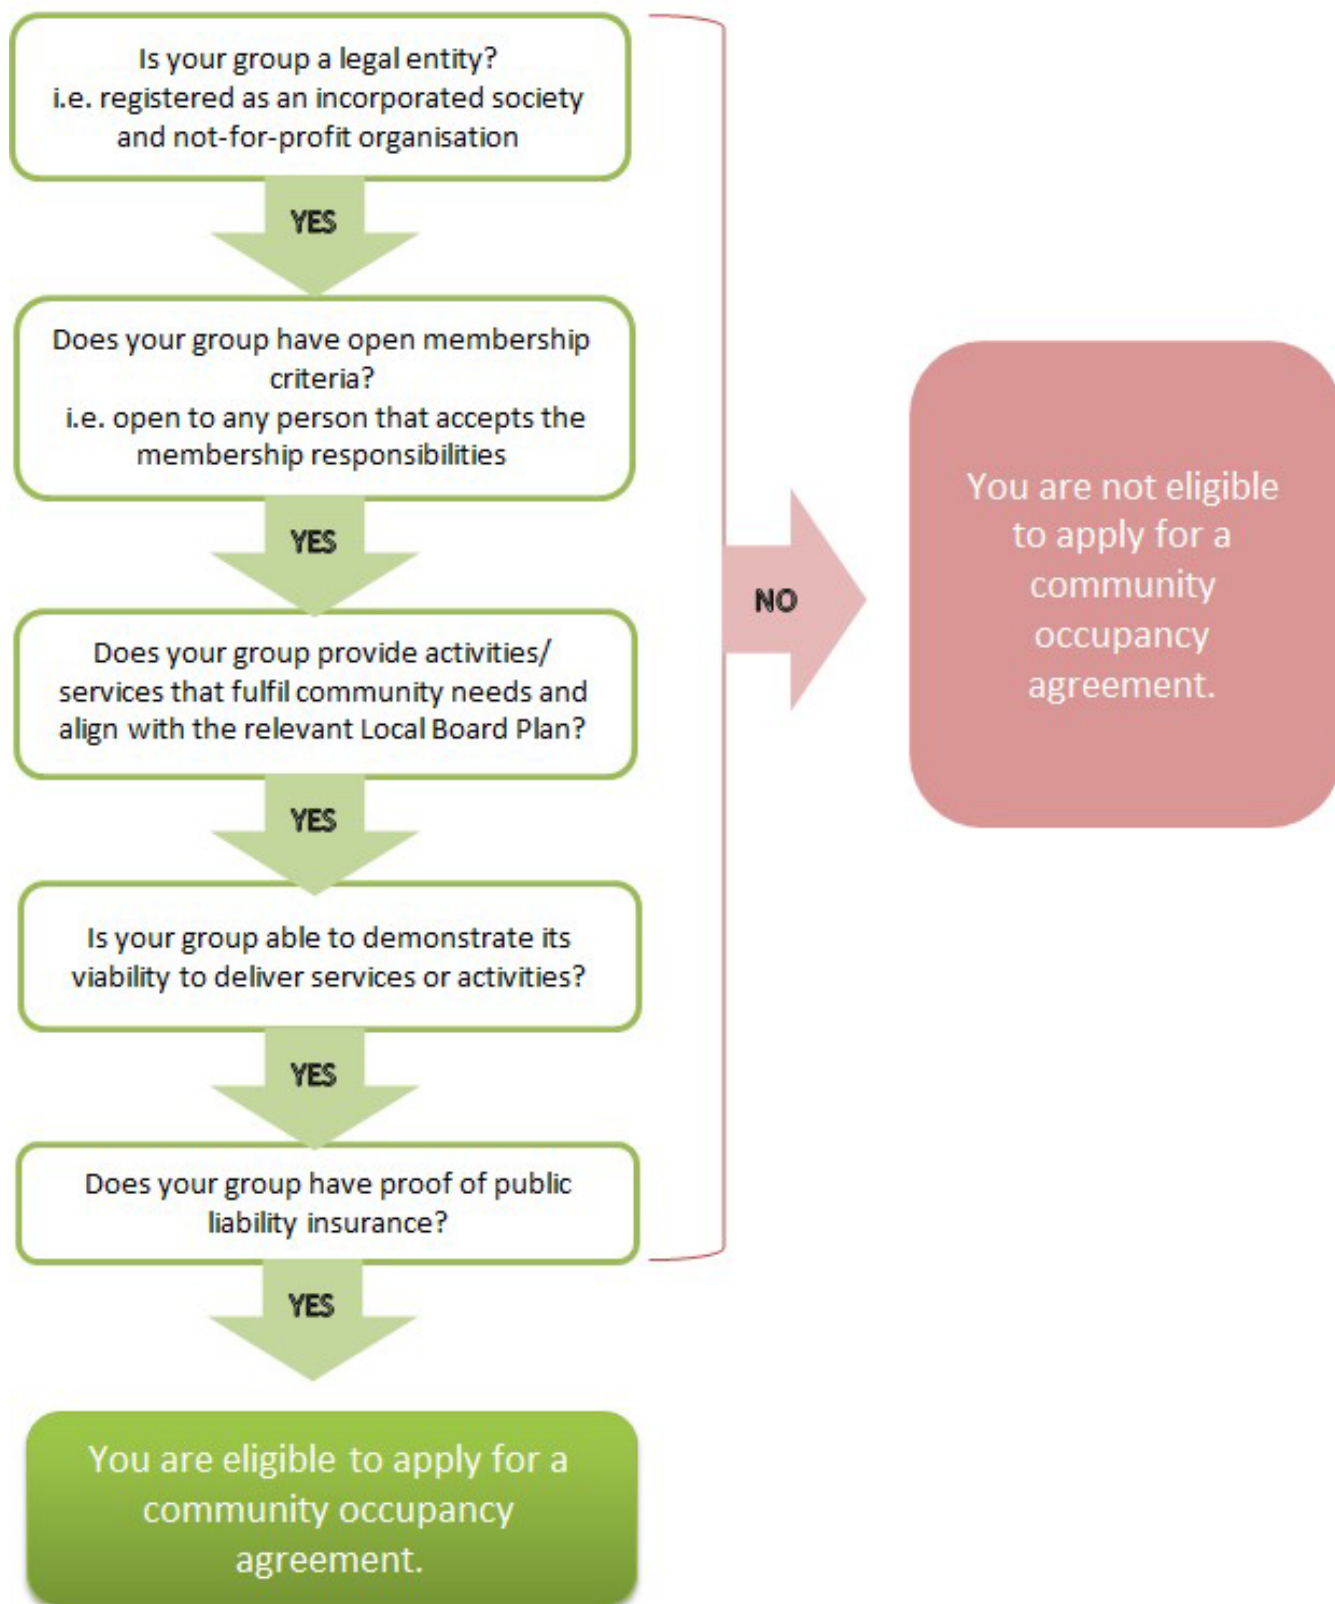 Is your group a legal entity?
i.e. registered as an incorporated society
and not-for-profit organisation
YES
Does your group have open membership
criteria?
i.e. open to any person that accepts the
membership responsibilities
YES
Does your group provide activities/
services that fulfil community needs and
align with the relevant Local Board Plan?
YES
Is your group able to demonstrate its
viability to deliver services or activities?
YES
Does your group have proof of public
liability insurance?
YES
You are eligible to apply for a
community occupancy
agreement.
NO
You are not eligible
to apply for a
community
occupancy
agreement.